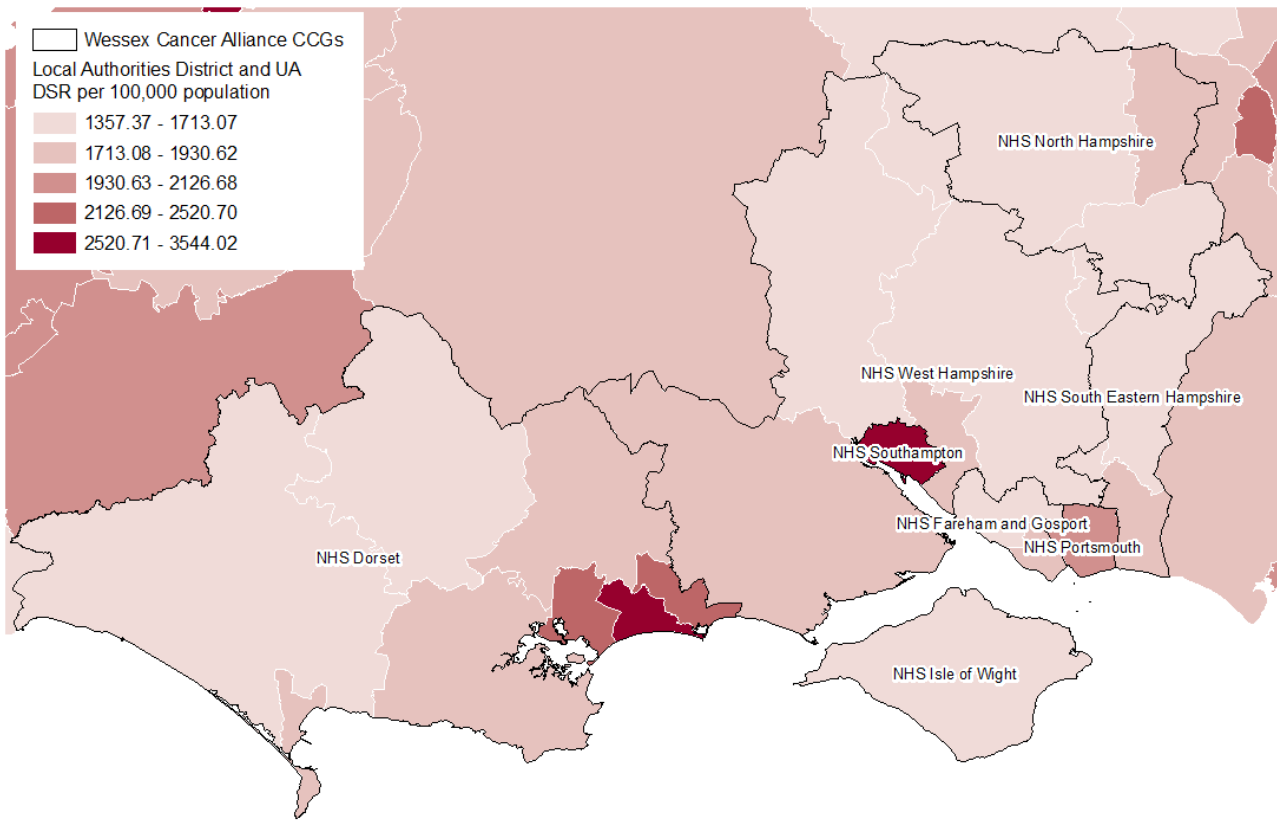 Wessex Cancer Alliance CCGs
Local Authorities District and UA
DSR per 100,000 population
1357.37 - 1713.07
1713.08 - 1930.62
1930.63 - 2126.68
2126.69 - 2520.70
2520.71 - 3544.02
NHS North Hampshire
NHS West Hampshire
NHS South Eastern Hampshire
NHS Southampton
NHS Fareham and Gosport
NHS Portsmouth
NHS Dorset
NHS Isle of Wight